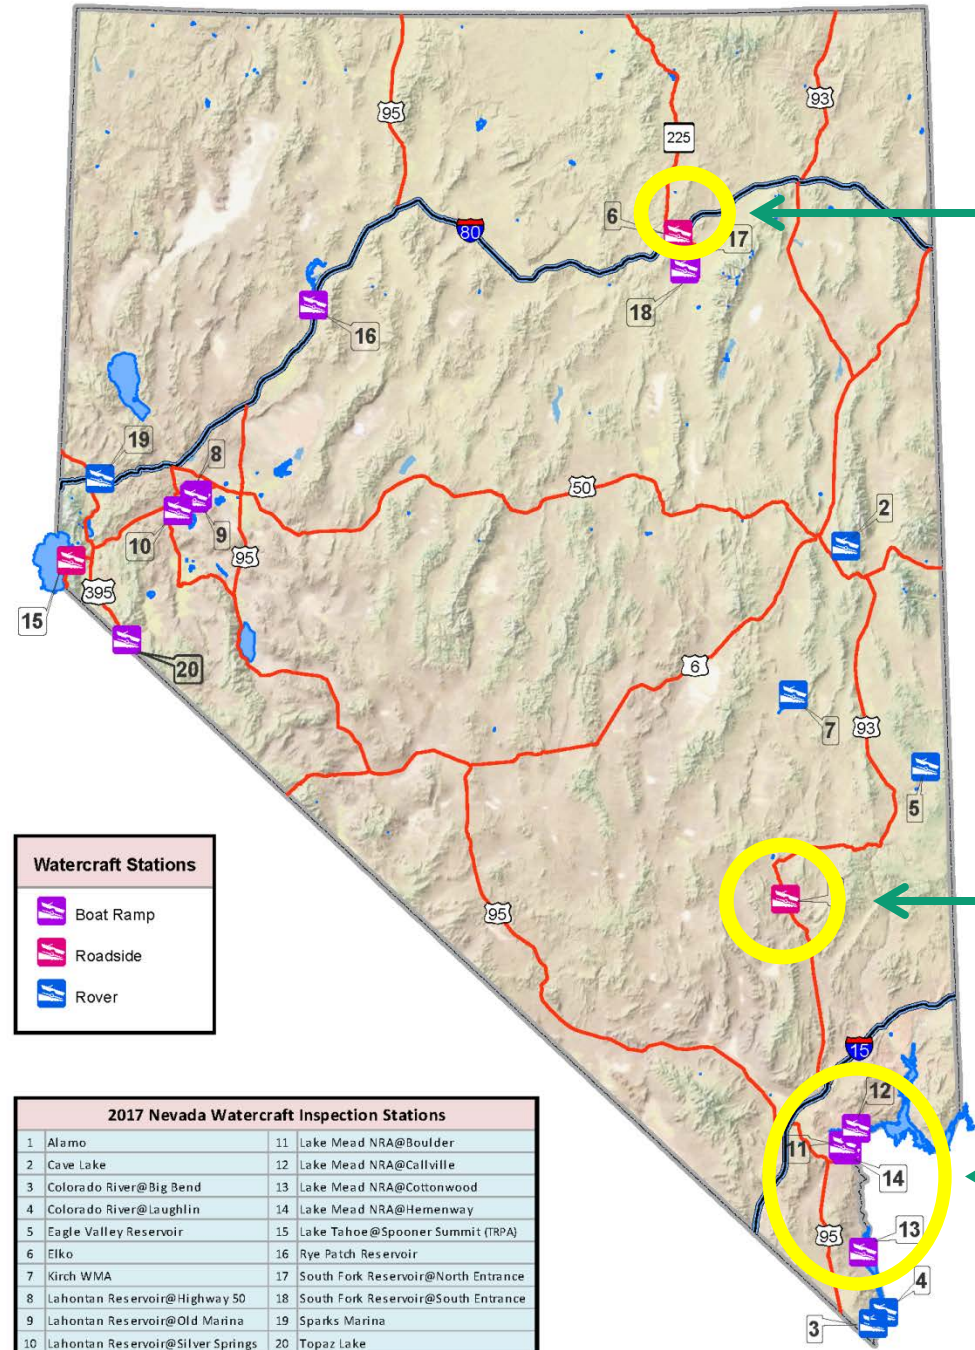 95
93
225
6
17
80
18
16
19
8
50
2
10
9
95
395
15
20
6
7
93
5
Watercraft Stations
Boat Ramp
Roadside
Rover
95
15
12
11
14
13
95
4
3
2017 Nevada Watercraft Inspection Stations
1 Alamo 11 Lake Mead NRA@Boulder
2 Cave Lake 12 Lake Mead NRA@Callville
3 Colorado River@Big Bend 13 Lake Mead NRA@Cottonwood
4 Colorado River@Laughlin 14 Lake Mead NRA@Hemenway
5 Eagle Valley Reservoir 15 Lake Tahoe@Spooner Summit (TRPA)
6 Elko 16 Rye Patch Reservoir
7 Kirch WMA 17 South Fork Reservoir@North Entrance
8 Lahontan Reservoir@Highway 50 18 South Fork Reservoir@South Entrance
9 Lahontan Reservoir@Old Marina 19 Sparks Marina
10 Lahontan Reservoir@Silver Springs 20 Topaz Lake